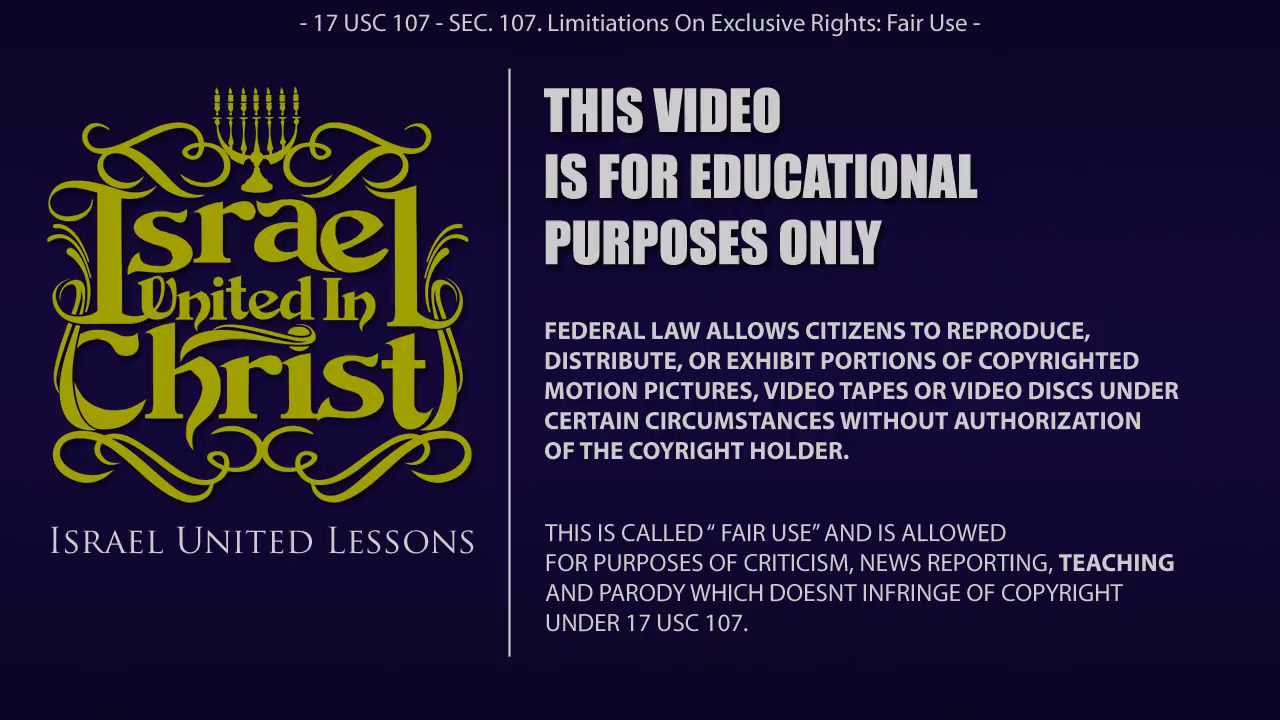 - 17 USC 107 - SEC. 107. Limitiations On Exclusive Rights: Fair Use -
Israel
United In
Christ
Israel United Lessons
THIS VIDEO
IS FOR EDUCATIONAL
PURPOSES ONLY
FEDERAL LAW ALLOWS CITIZENS TO REPRODUCE,
DISTRIBUTE, OR EXHIBIT PORTIONS OF COPYRIGHTED
MOTION PICTURES, VIDEO TAPES OR VIDEO DISCS UNDER
CERTAIN CIRCUMSTANCES WITHOUT AUTHORIZATION
OF THE COYRIGHT HOLDER.
THIS IS CALLED “ FAIR USE” AND IS ALLOWED
FOR PURPOSES OF CRITICISM, NEWS REPORTING, TEACHING
AND PARODY WHICH DOESNT INFRINGE OF COPYRIGHT
UNDER 17 USC 107.